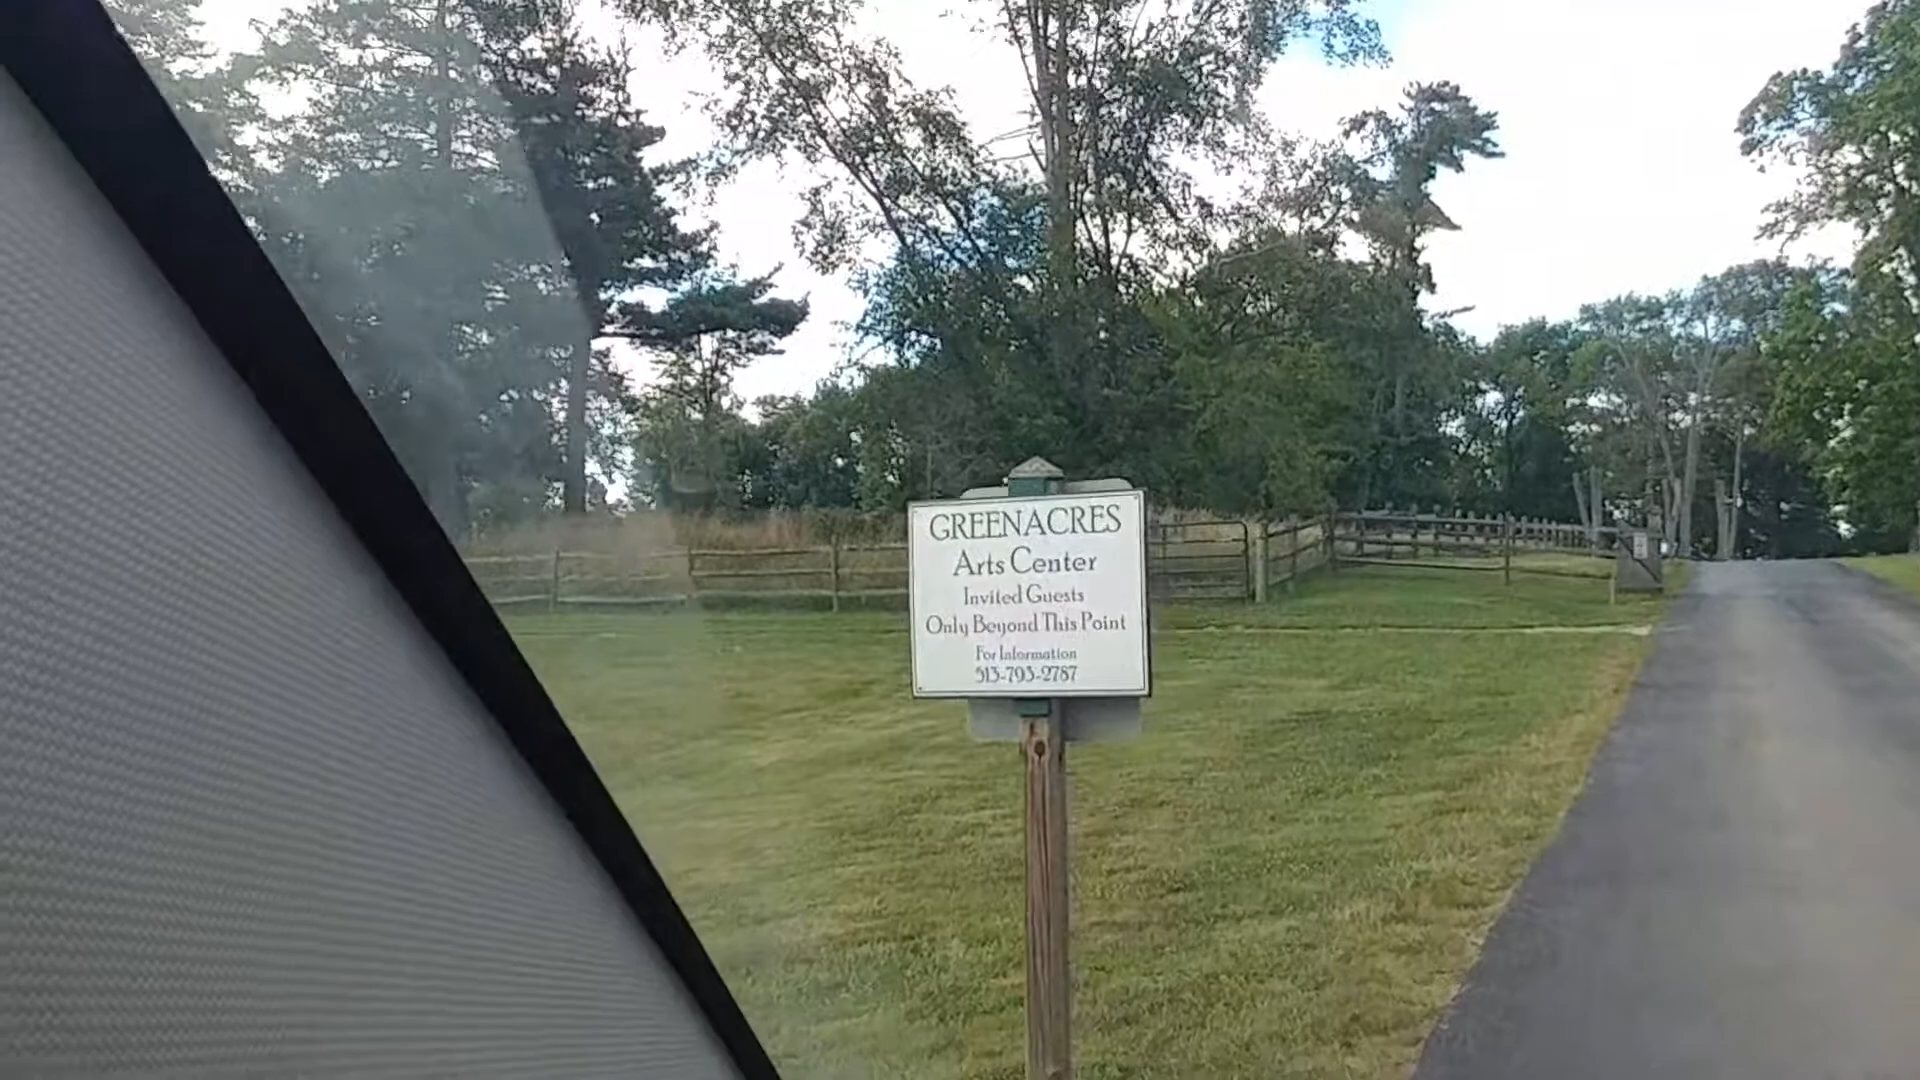 GREENACRES
Arts Center
Invited Guests
Only Beyond This Point
For Information
513-793-2787